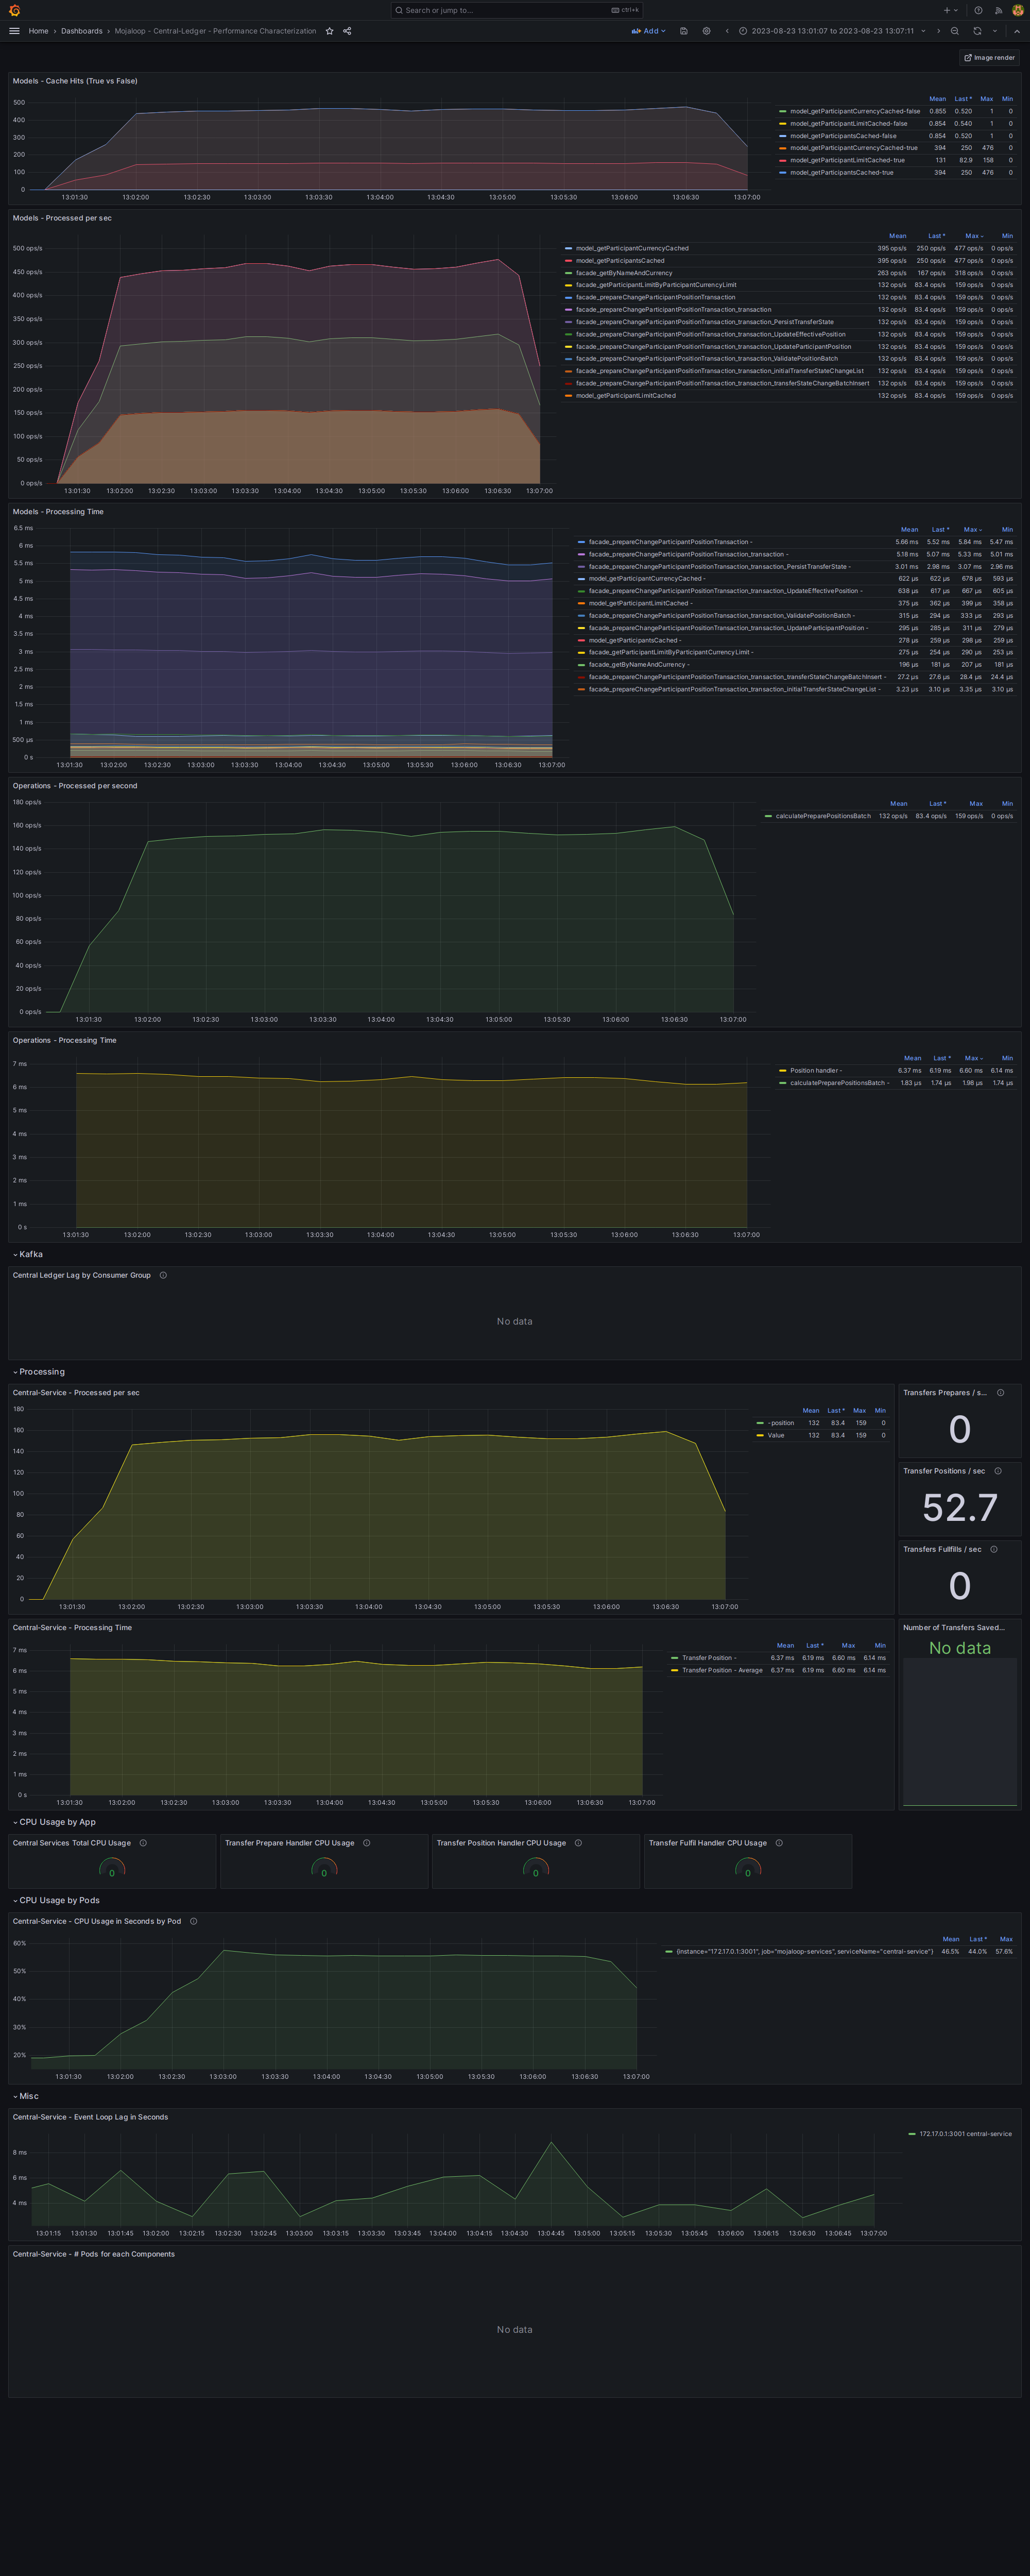 Search or jump to... ctrl+k
Home › Dashboards › Mojaloop - Central-Ledger - Performance Characterization Add 2023-08-23 13:01:07 to 2023-08-23 13:07:11
Image render
Models - Cache Hits (True vs False)
500
400
300
200
100
0
13:01:30 13:02:00 13:02:30 13:03:00 13:03:30 13:04:00 13:04:30 13:05:00 13:05:30 13:06:00 13:06:30 13:07:00
Mean Last * Max Min
model_getParticipantCurrencyCached-false 0.855 0.520 1 0
model_getParticipantLimitCached-false 0.854 0.540 1 0
model_getParticipantsCached-false 0.854 0.520 1 0
model_getParticipantCurrencyCached-true 394 250 476 0
model_getParticipantLimitCached-true 131 82.9 158 0
model_getParticipantsCached-true 394 250 476 0
Models - Processed per sec
500 ops/s
450 ops/s
400 ops/s
350 ops/s
300 ops/s
250 ops/s
200 ops/s
150 ops/s
100 ops/s
50 ops/s
0 ops/s
13:01:30 13:02:00 13:02:30 13:03:00 13:03:30 13:04:00 13:04:30 13:05:00 13:05:30 13:06:00 13:06:30 13:07:00
Mean Last * Max Min
model_getParticipantCurrencyCached 395 ops/s 250 ops/s 477 ops/s 0 ops/s
model_getParticipantsCached 395 ops/s 250 ops/s 477 ops/s 0 ops/s
facade_getByNameAndCurrency 263 ops/s 167 ops/s 318 ops/s 0 ops/s
facade_getParticipantLimitByParticipantCurrencyLimit 132 ops/s 83.4 ops/s 159 ops/s 0 ops/s
facade_prepareChangeParticipantPositionTransaction 132 ops/s 83.4 ops/s 159 ops/s 0 ops/s
facade_prepareChangeParticipantPositionTransaction_transaction 132 ops/s 83.4 ops/s 159 ops/s 0 ops/s
facade_prepareChangeParticipantPositionTransaction_transaction_PersistTransferState 132 ops/s 83.4 ops/s 159 ops/s 0 ops/s
facade_prepareChangeParticipantPositionTransaction_transaction_UpdateEffectivePosition 132 ops/s 83.4 ops/s 159 ops/s 0 ops/s
facade_prepareChangeParticipantPositionTransaction_transaction_UpdateParticipantPosition 132 ops/s 83.4 ops/s 159 ops/s 0 ops/s
facade_prepareChangeParticipantPositionTransaction_transaction_ValidatePositionBatch 132 ops/s 83.4 ops/s 159 ops/s 0 ops/s
facade_prepareChangeParticipantPositionTransaction_transaction_initialTransferStateChangeList 132 ops/s 83.4 ops/s 159 ops/s 0 ops/s
facade_prepareChangeParticipantPositionTransaction_transaction_transferStateChangeBatchInsert 132 ops/s 83.4 ops/s 159 ops/s 0 ops/s
model_getParticipantLimitCached 132 ops/s 83.4 ops/s 159 ops/s 0 ops/s
Models - Processing Time
6.5 ms
6 ms
5.5 ms
5 ms
4.5 ms
4 ms
3.5 ms
3 ms
2.5 ms
2 ms
1.5 ms
1 ms
500 µs
0 s
13:01:30 13:02:00 13:02:30 13:03:00 13:03:30 13:04:00 13:04:30 13:05:00 13:05:30 13:06:00 13:06:30 13:07:00
Mean Last * Max Min
facade_prepareChangeParticipantPositionTransaction - 5.66 ms 5.52 ms 5.84 ms 5.47 ms
facade_prepareChangeParticipantPositionTransaction_transaction - 5.18 ms 5.07 ms 5.33 ms 5.01 ms
facade_prepareChangeParticipantPositionTransaction_transaction_PersistTransferState - 3.01 ms 2.98 ms 3.07 ms 2.96 ms
model_getParticipantCurrencyCached - 622 µs 622 µs 678 µs 593 µs
facade_prepareChangeParticipantPositionTransaction_transaction_UpdateEffectivePosition - 638 µs 617 µs 667 µs 605 µs
model_getParticipantLimitCached - 375 µs 362 µs 399 µs 358 µs
facade_prepareChangeParticipantPositionTransaction_transaction_ValidatePositionBatch - 315 µs 294 µs 333 µs 293 µs
facade_prepareChangeParticipantPositionTransaction_transaction_UpdateParticipantPosition - 295 µs 285 µs 311 µs 279 µs
model_getParticipantsCached - 278 µs 259 µs 298 µs 259 µs
facade_getParticipantLimitByParticipantCurrencyLimit - 275 µs 254 µs 290 µs 253 µs
facade_getByNameAndCurrency - 196 µs 181 µs 207 µs 181 µs
facade_prepareChangeParticipantPositionTransaction_transaction_transferStateChangeBatchInsert - 27.2 µs 27.6 µs 28.4 µs 24.4 µs
facade_prepareChangeParticipantPositionTransaction_transaction_initialTransferStateChangeList - 3.23 µs 3.10 µs 3.35 µs 3.10 µs
Operations - Processed per second
180 ops/s
160 ops/s
140 ops/s
120 ops/s
100 ops/s
80 ops/s
60 ops/s
40 ops/s
20 ops/s
0 ops/s
13:01:30 13:02:00 13:02:30 13:03:00 13:03:30 13:04:00 13:04:30 13:05:00 13:05:30 13:06:00 13:06:30 13:07:00
Mean Last * Max Min
calculatePreparePositionsBatch 132 ops/s 83.4 ops/s 159 ops/s 0 ops/s
Operations - Processing Time
7 ms
6 ms
5 ms
4 ms
3 ms
2 ms
1 ms
0 s
13:01:30 13:02:00 13:02:30 13:03:00 13:03:30 13:04:00 13:04:30 13:05:00 13:05:30 13:06:00 13:06:30 13:07:00
Mean Last * Max Min
Position handler - 6.37 ms 6.19 ms 6.60 ms 6.14 ms
calculatePreparePositionsBatch - 1.83 µs 1.74 µs 1.98 µs 1.74 µs
Kafka
Central Ledger Lag by Consumer Group
No data
Processing
Central-Service - Processed per sec
180
160
140
120
100
80
60
40
20
0
13:01:30 13:02:00 13:02:30 13:03:00 13:03:30 13:04:00 13:04:30 13:05:00 13:05:30 13:06:00 13:06:30 13:07:00
Mean Last * Max Min
-position 132 83.4 159 0
Value 132 83.4 159 0
Transfers Prepares / s...
0
Transfer Positions / sec
52.7
Transfers Fullfills / sec
0
Central-Service - Processing Time
7 ms
6 ms
5 ms
4 ms
3 ms
2 ms
1 ms
0 s
13:01:30 13:02:00 13:02:30 13:03:00 13:03:30 13:04:00 13:04:30 13:05:00 13:05:30 13:06:00 13:06:30 13:07:00
Mean Last * Max Min
Transfer Position - 6.37 ms 6.19 ms 6.60 ms 6.14 ms
Transfer Position - Average 6.37 ms 6.19 ms 6.60 ms 6.14 ms
Number of Transfers Saved...
No data
CPU Usage by App
Central Services Total CPU Usage
0
Transfer Prepare Handler CPU Usage
0
Transfer Position Handler CPU Usage
0
Transfer Fulfil Handler CPU Usage
0
CPU Usage by Pods
Central-Service - CPU Usage in Seconds by Pod
60%
50%
40%
30%
20%
13:01:30 13:02:00 13:02:30 13:03:00 13:03:30 13:04:00 13:04:30 13:05:00 13:05:30 13:06:00 13:06:30 13:07:00
Mean Last * Max
{instance="172.17.0.1:3001", job="mojaloop-services", serviceName="central-service"} 46.5% 44.0% 57.6%
Misc
Central-Service - Event Loop Lag in Seconds
8 ms
6 ms
4 ms
13:01:15 13:01:30 13:01:45 13:02:00 13:02:15 13:02:30 13:02:45 13:03:00 13:03:15 13:03:30 13:03:45 13:04:00 13:04:15 13:04:30 13:04:45 13:05:00 13:05:15 13:05:30 13:05:45 13:06:00 13:06:15 13:06:30 13:06:45 13:07:00
172.17.0.1:3001 central-service
Central-Service - # Pods for each Components
No data